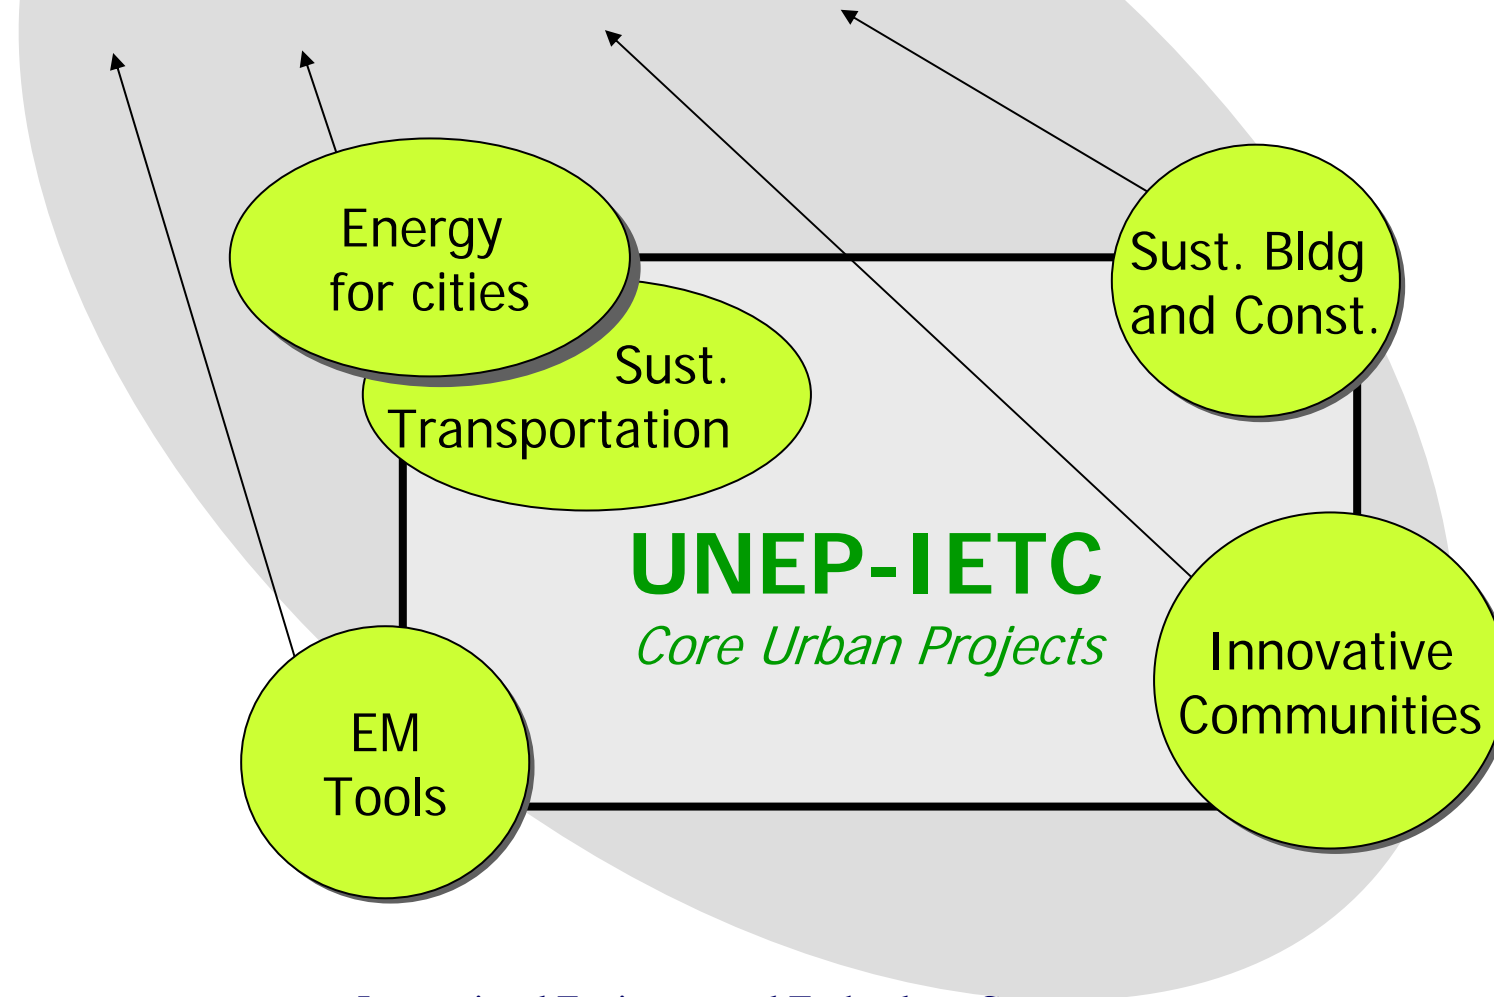 Energy
for cities
Sust. Bldg
and Const.
Sust.
Transportation
UNEP-IETC
Core Urban Projects
Innovative
Communities
EM
Tools